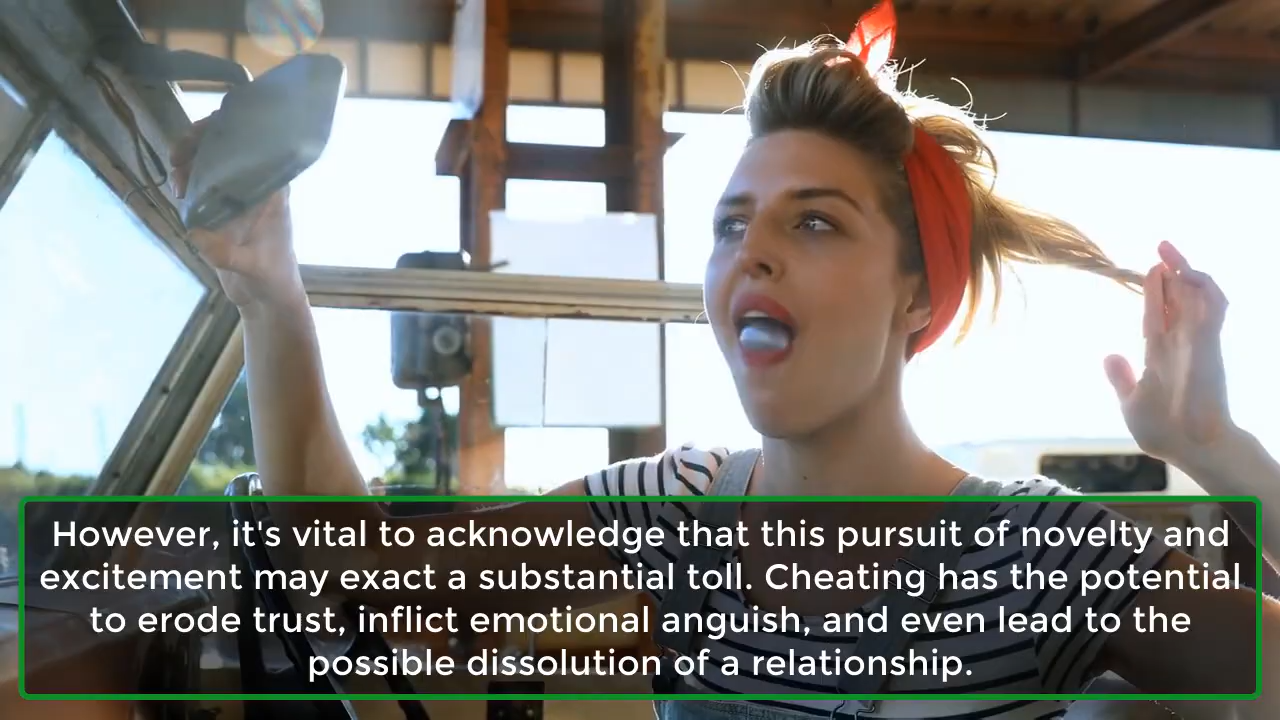 However, it's vital to acknowledge that this pursuit of novelty and
excitement may exact a substantial toll. Cheating has the potential
to erode trust, inflict emotional anguish, and even lead to the
possible dissolution of a relationship.